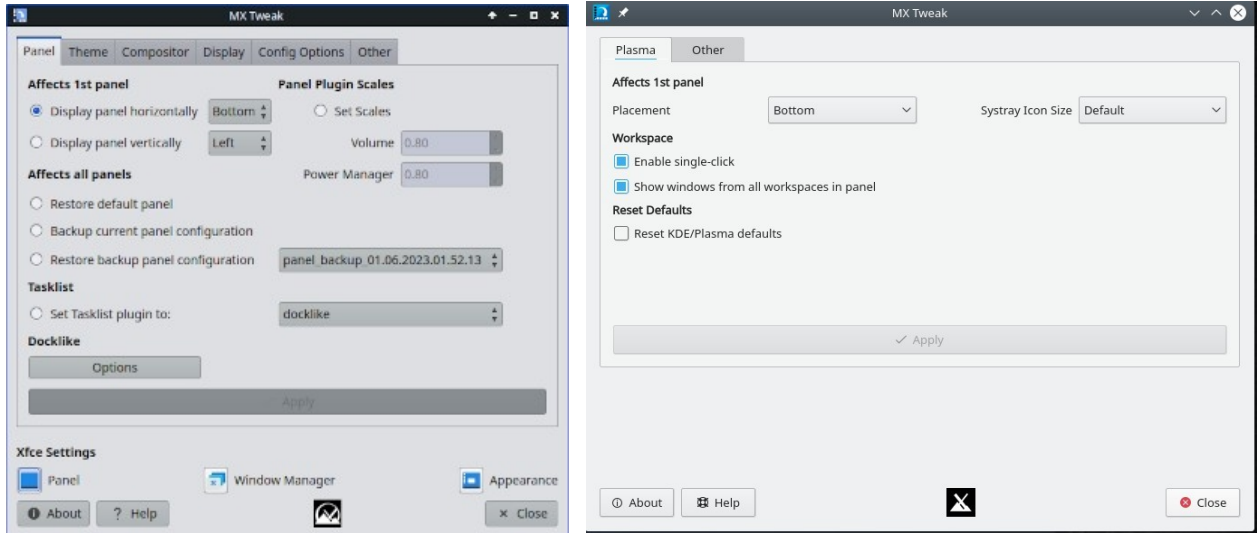 MX Tweak
Panel Theme Compositor Display Config Options Other
Affects 1st panel
Panel Plugin Scales
Display panel horizontally Bottom
Set Scales
Display panel vertically Left
Volume 0.80
Affects all panels
Power Manager 0.80
Restore default panel
Backup current panel configuration
Restore backup panel configuration panel_backup_01.06.2023.01.52.13
Tasklist
Set Tasklist plugin to: docklike
Docklike
Options
Apply
Xfce Settings
Panel Window Manager Appearance
About ? Help Close
MX Tweak
Plasma Other
Affects 1st panel
Placement Bottom Systray Icon Size Default
Workspace
Enable single-click
Show windows from all workspaces in panel
Reset Defaults
Reset KDE/Plasma defaults
Apply
About Help Close